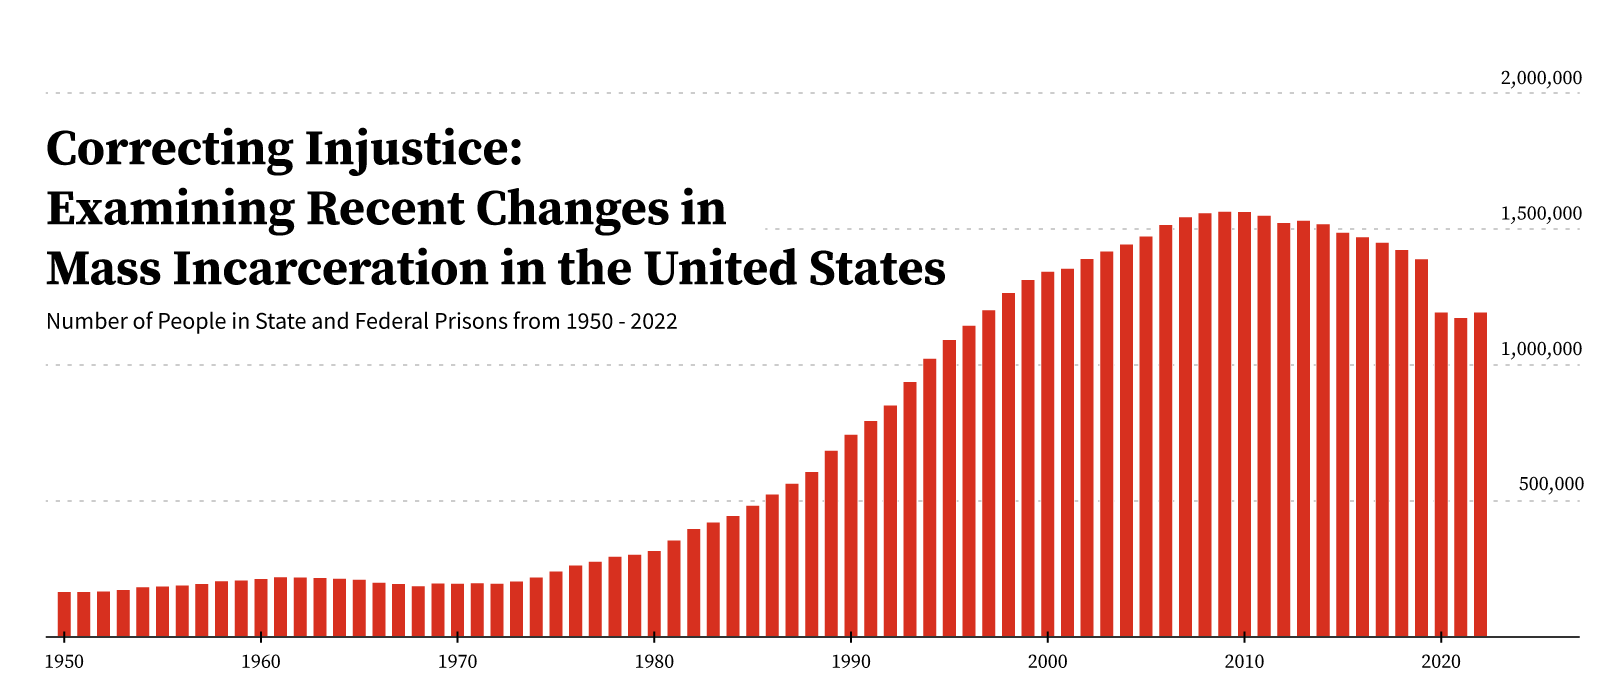 2,000,000
Correcting Injustice:
Examining Recent Changes in
1,500,000
Mass Incarceration in the United States
Number of People in State and Federal Prisons from 1950 - 2022
1,000,000
500,000
1950 1960 1970 1980 1990 2000 2010 2020